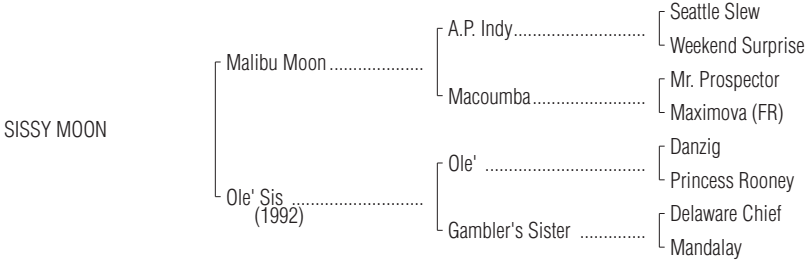 Seattle Slew
A.P. Indy..............................
Weekend Surprise
Malibu Moon .....................
Mr. Prospector
Macoumba..........................
Maximova (FR)
SISSY MOON
Danzig
Ole' .....................................
Princess Rooney
Ole' Sis ..............................
(1992)
Delaware Chief
Gambler's Sister ...............
Mandalay